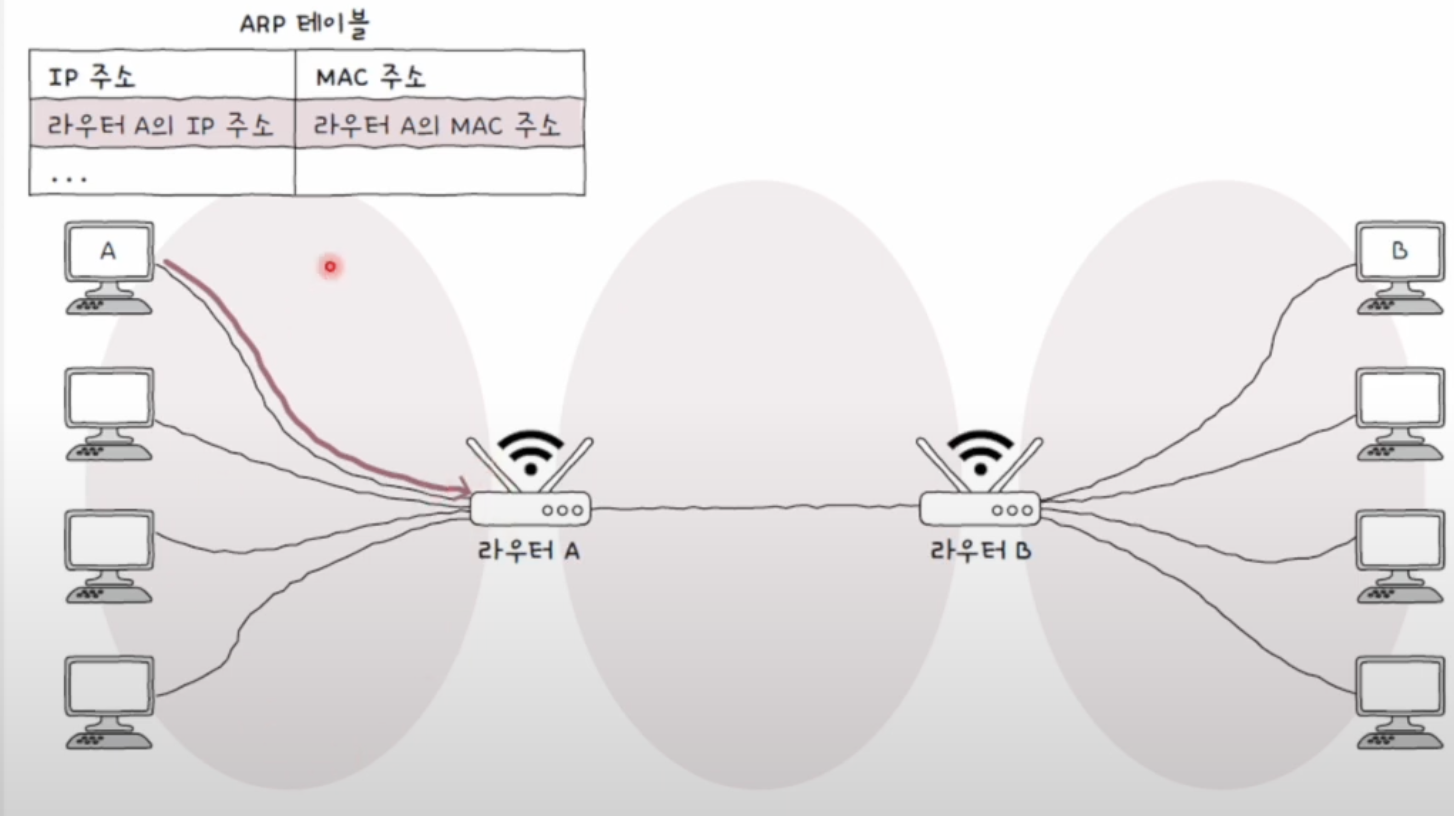 ARP 테이블
IP 주소 MAC 주소
라우터 A의 IP 주소 라우터 A의 MAC 주소
...
A B
라우터 A 라우터 B